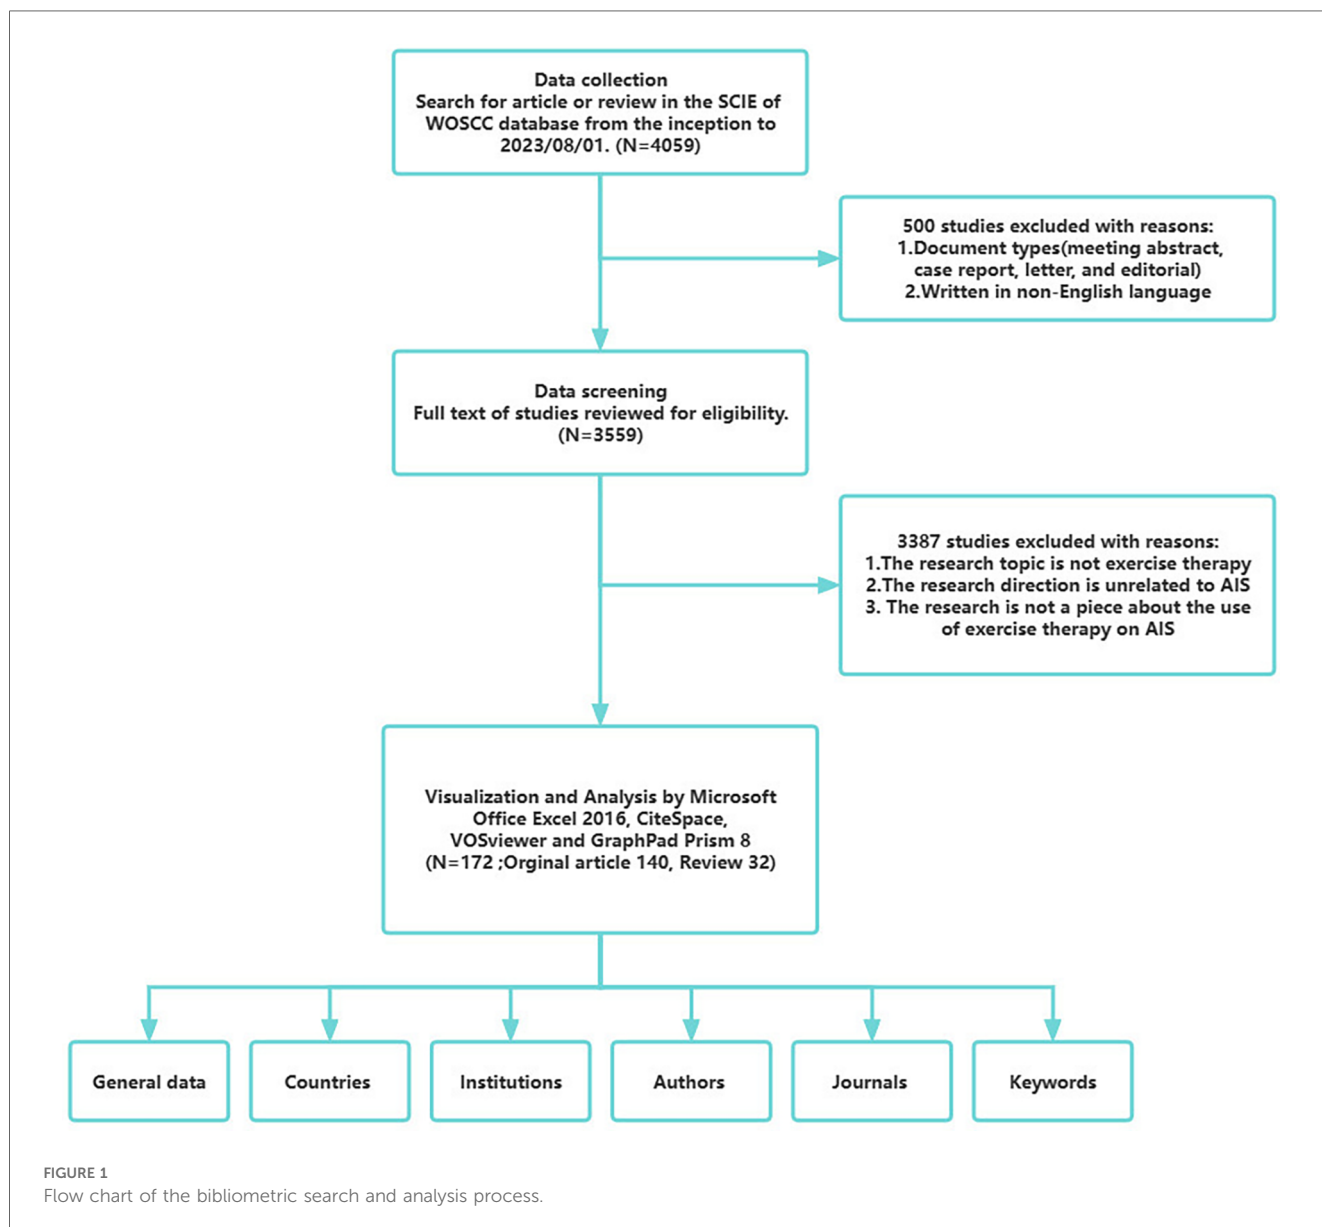 Data collection
Search for article or review in the SCIE of
WOSCC database from the inception to
2023/08/01. (N=4059)
500 studies excluded with reasons:
1.Document types(meeting abstract,
case report, letter, and editorial)
2.Written in non-English language
Data screening
Full text of studies reviewed for eligibility.
(N=3559)
3387 studies excluded with reasons:
1.The research topic is not exercise therapy
2.The research direction is unrelated to AIS
3. The research is not a piece about the use
of exercise therapy on AIS
Visualization and Analysis by Microsoft
Office Excel 2016, CiteSpace,
VOSviewer and GraphPad Prism 8
(N=172 ;Orginal article 140, Review 32)
General data
Countries
Institutions
Authors
Journals
Keywords
FIGURE 1
Flow chart of the bibliometric search and analysis process.